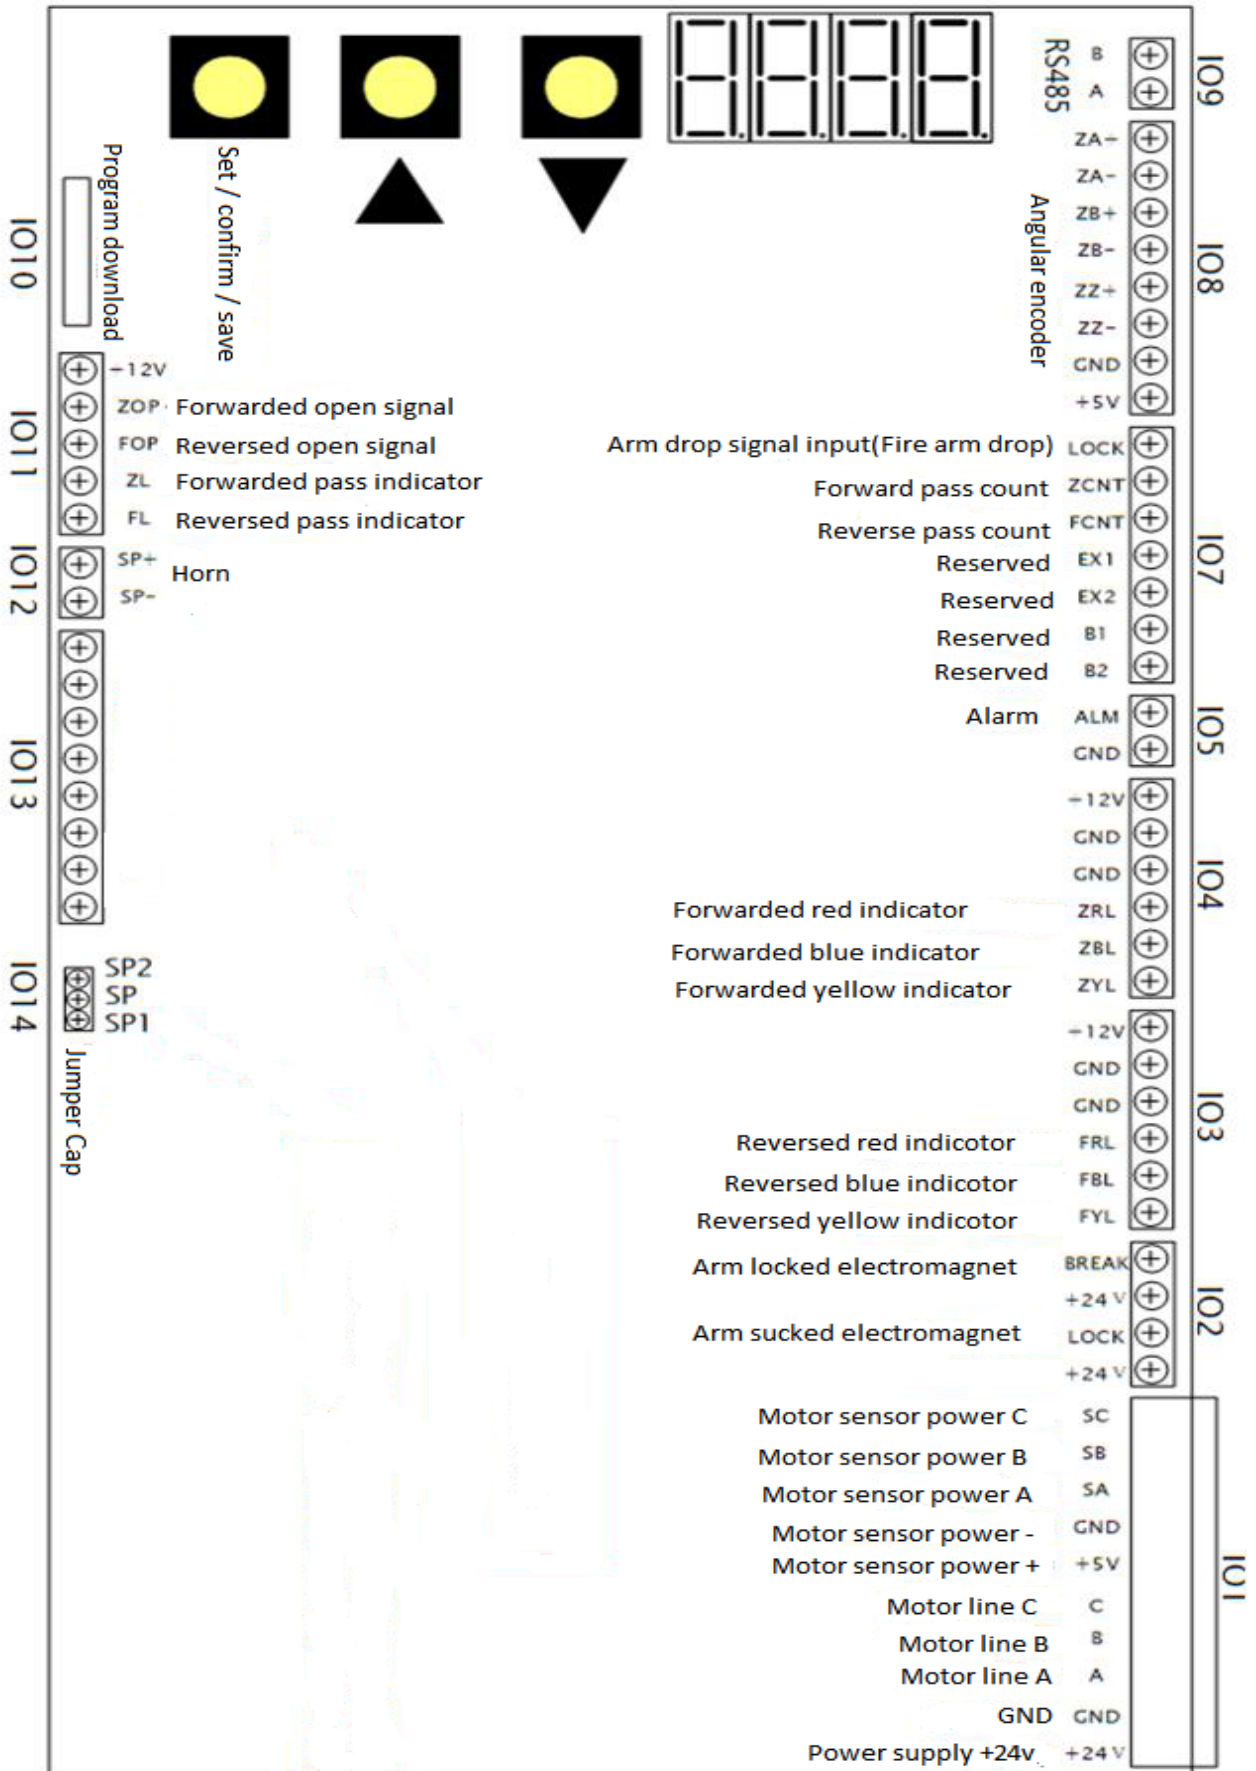 RS485
B
A
IO9
ZA+
ZA-
ZB+
ZB-
ZZ+
ZZ-
GND
+5V
Angular encoder
IO8
Set / confirm / save
Program download
IO10
+12V
ZOP Forwarded open signal
FOP Reversed open signal
ZL Forwarded pass indicator
FL Reversed pass indicator
IO11
SP+
SP-
Horn
IO12
IO13
SP2
SP
SP1
IO14
Jumper Cap
Arm drop signal input(Fire arm drop) LOCK
Forward pass count ZCNT
Reverse pass count FCNT
Reserved EX1
Reserved EX2
Reserved B1
Reserved B2
IO7
Alarm ALM
GND
IO5
+12V
GND
GND
Forwarded red indicator ZRL
Forwarded blue indicator ZBL
Forwarded yellow indicator ZYL
IO4
+12V
GND
GND
Reversed red indicotor FRL
Reversed blue indicotor FBL
Reversed yellow indicotor FYL
IO3
Arm locked electromagnet BREAK
+24V
Arm sucked electromagnet LOCK
+24V
IO2
Motor sensor power C SC
Motor sensor power B SB
Motor sensor power A SA
Motor sensor power - GND
Motor sensor power + +5V
Motor line C C
Motor line B B
Motor line A A
GND GND
Power supply +24v +24V
IO1